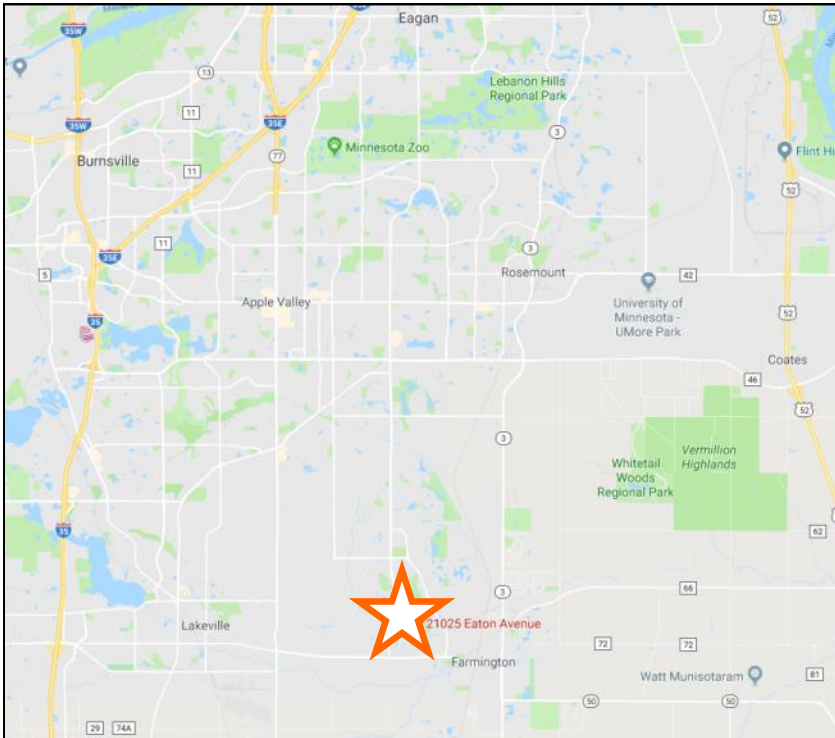 Eagan
35W
52
13
Lebanon Hills
Regional Park
11
35W
35E
3
Minnesota Zoo
Flint Hi
Burnsville
77
11
52
35E
11
3
5
Rosemount
42
University of
Minnesota -
UMore Park
Apple Valley
52
35
Coates
46
52
3
Whitetail
Woods
Regional Park
Vermillion
Highlands
35
62
66
3
21025 Eaton Avenue
Lakeville
72
72
Farmington
Watt Munisotaram
81
50
50
29
74A